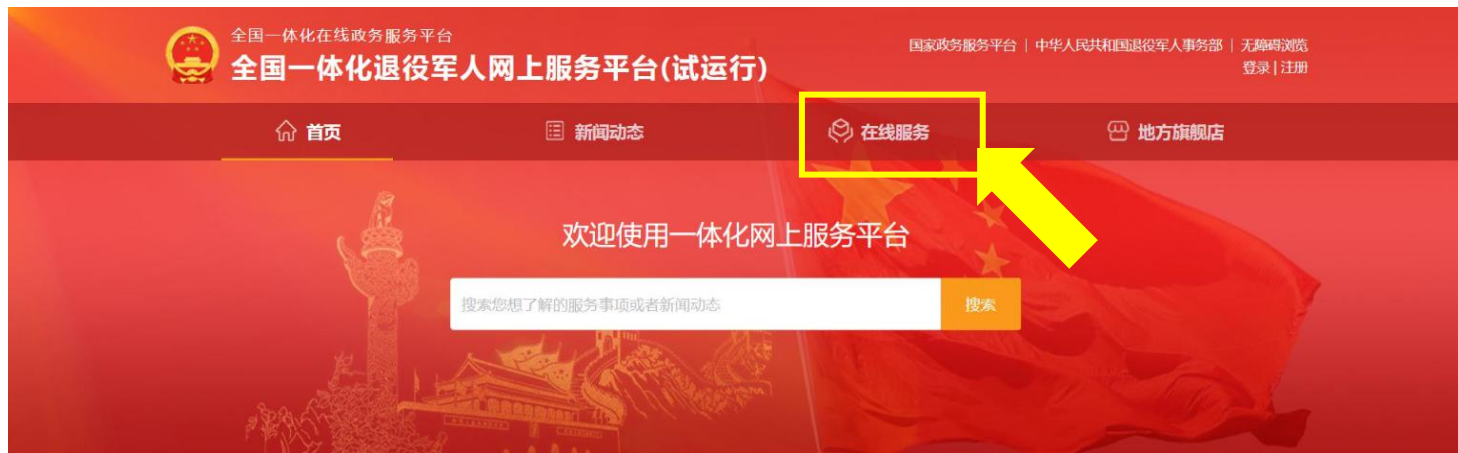 全国一体化在线政务服务平台
全国一体化退役军人网上服务平台(试运行)
国家政务服务平台 | 中华人民共和国退役军人事务部 | 无障碍浏览
登录 | 注册
首页 新闻动态 在线服务 地方旗舰店
欢迎使用一体化网上服务平台
搜索您想了解的服务事项或者新闻动态 搜索